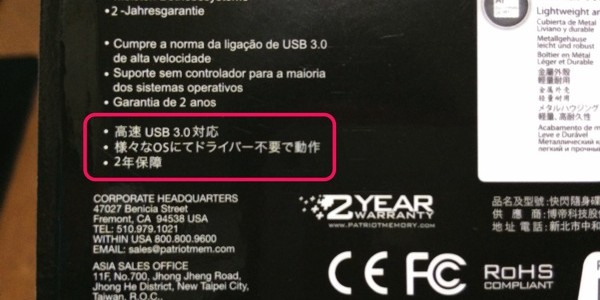 • 2 -Jahresgarantie
• Cumpre a norma da ligação de USB 3.0
de alta velocidade
• Suporte sem controlador para a maioria
dos sistemas operativos
• Garantia de 2 anos
• 高速 USB 3.0 対応
• 様々なOSにてドライバー不要で動作
• 2年保障
CORPORATE HEADQUARTERS
47027 Benicia Street
Fremont, CA 94538 USA
TEL: 510.979.1021
WITHIN USA 800.800.9600
EMAIL: sales@patriotmem.com
ASIA SALES OFFICE
11F, No.700, Jhong Jheng Road,
Jhong He District, New Taipei City,
Taiwan, R.O.C.,
2 YEAR
WARRANTY
WWW.PATRIOTMEMORY.COM
CE FC
RoHS
COMPLIANT
Lightweight an
Cubierta de Metal
Liviano y durable
Metallgehäuse
leicht und robust
Boîtier en Métal
Léger et Durable
金屬外殼
輕量耐用
金属外壳
轻量耐用
メタルハウジング
軽量、高耐久性
Acabamento em
Leve e Durável
Металлический к
легкий и прочный
品名及型號: 快閃隨身碟
供 應 商: 博帝科技股份
地 址 電 話: 新北市中和